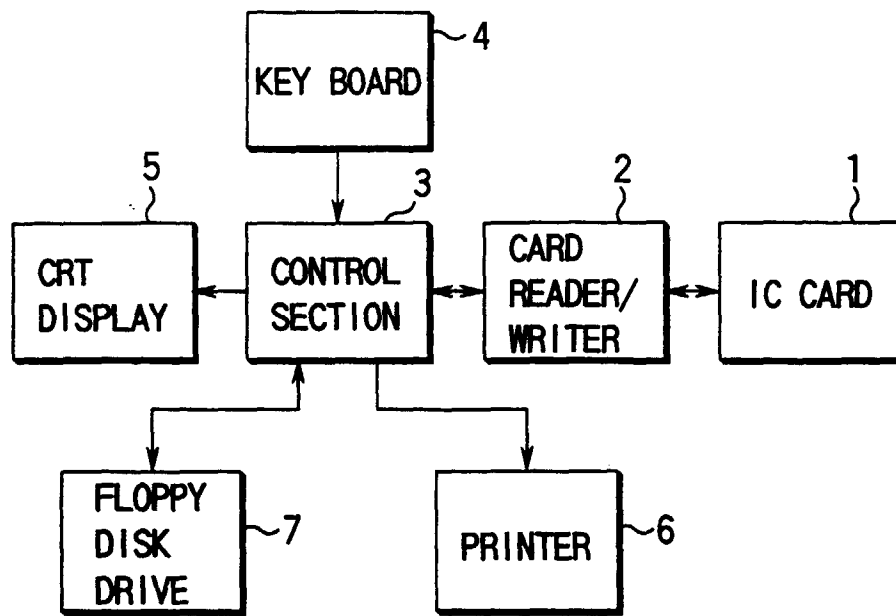 4
KEY BOARD
5
3
2
1
CRT
DISPLAY
CONTROL
SECTION
CARD
READER/
WRITER
IC CARD
FLOPPY
DISK
DRIVE
7
PRINTER
6